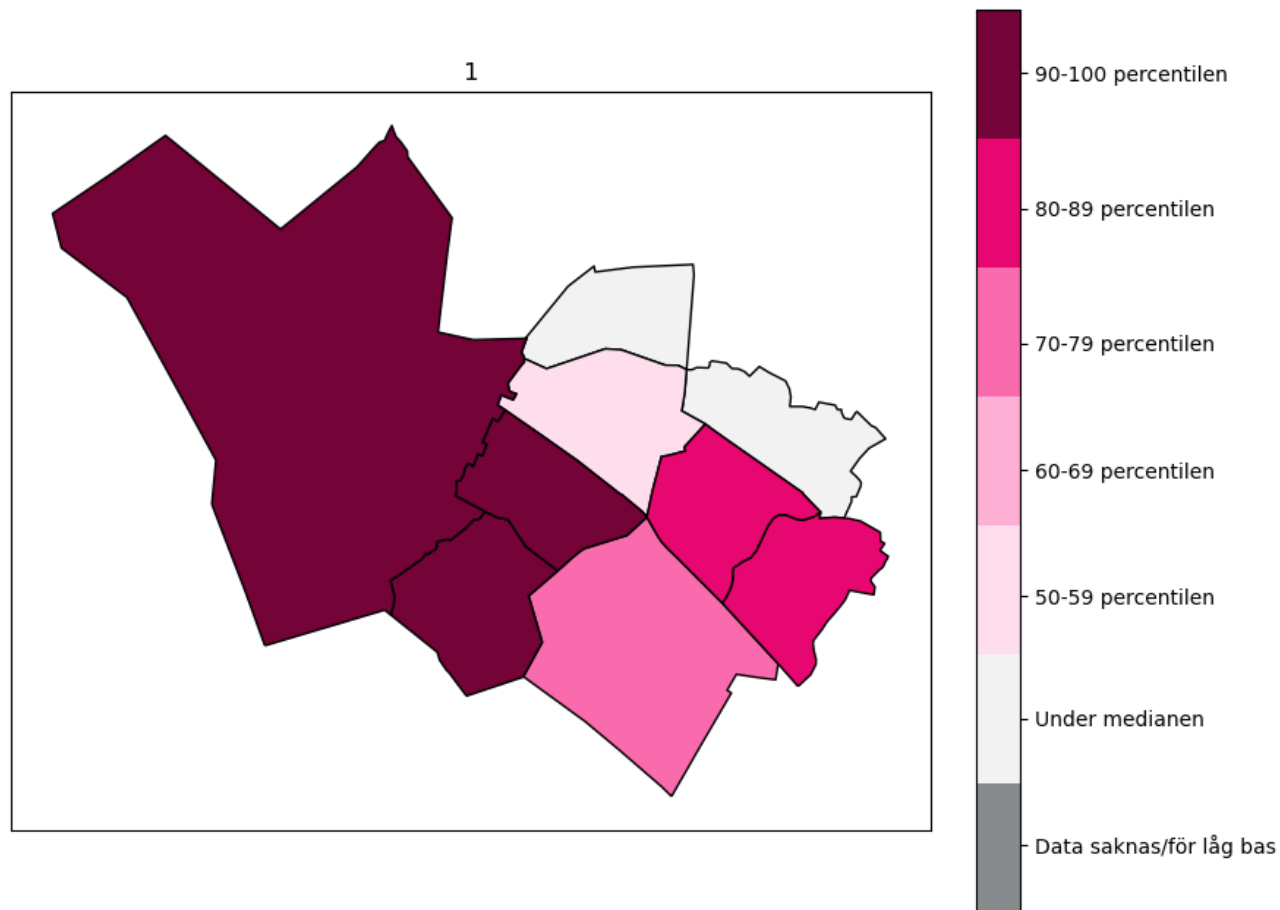 1
90-100 percentilen
80-89 percentilen
70-79 percentilen
60-69 percentilen
50-59 percentilen
Under medianen
Data saknas/för låg bas